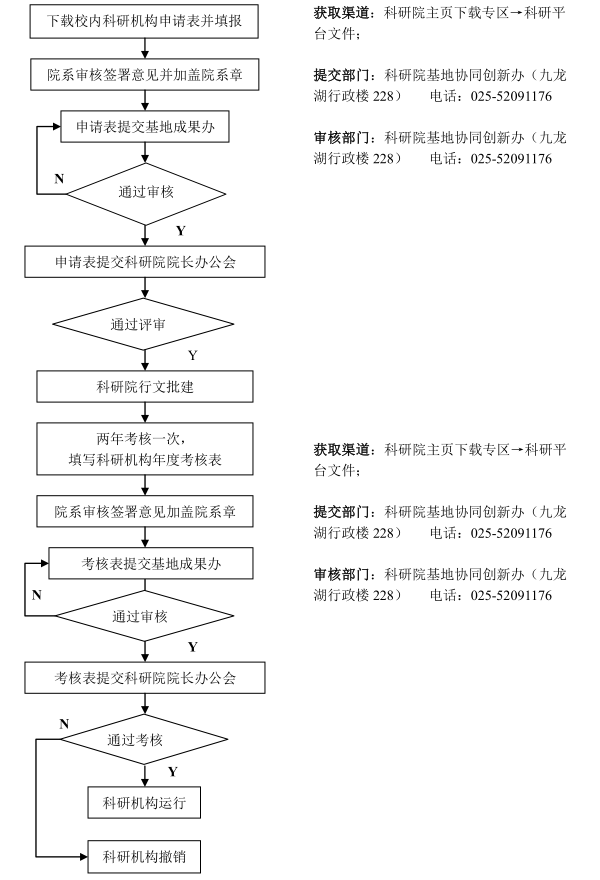 下载校内科研机构申请表并填报
院系审核签署意见并加盖院系章
申请表提交基地成果办
N
通过审核
Y
申请表提交科研院院长办公会
通过评审
Y
科研院行文批建
两年考核一次，
填写科研机构年度考核表
院系审核签署意见加盖院系章
考核表提交基地成果办
N
通过审核
Y
考核表提交科研院院长办公会
N
通过考核
Y
科研机构运行
科研机构撤销
获取渠道：科研院主页下载专区→科研平
台文件；
提交部门：科研院基地协同创新办（九龙
湖行政楼 228） 电话：025-52091176
审核部门：科研院基地协同创新办（九龙
湖行政楼 228） 电话：025-52091176
获取渠道：科研院主页下载专区→科研平
台文件；
提交部门：科研院基地协同创新办（九龙
湖行政楼 228） 电话：025-52091176
审核部门：科研院基地协同创新办（九龙
湖行政楼 228） 电话：025-52091176